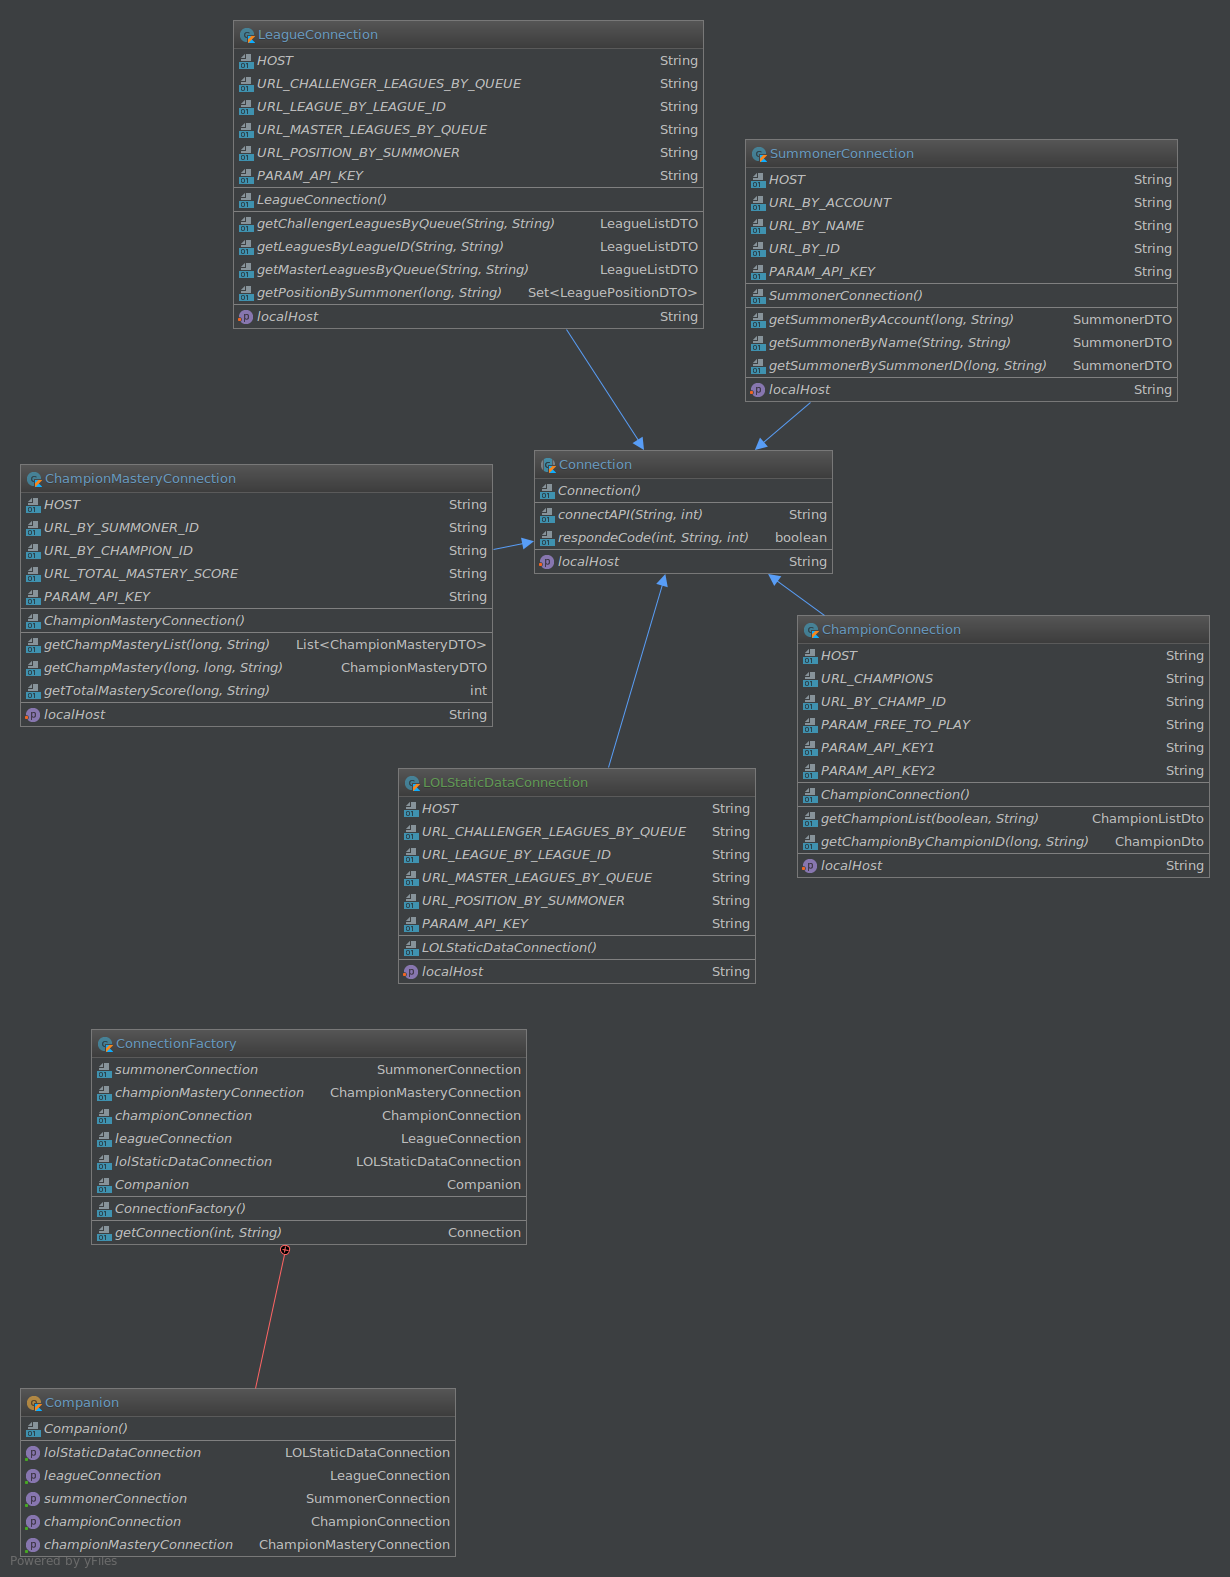 LeagueConnection
HOST String
URL_CHALLENGER_LEAGUES_BY_QUEUE String
URL_LEAGUE_BY_LEAGUE_ID String
URL_MASTER_LEAGUES_BY_QUEUE String
URL_POSITION_BY_SUMMONER String
PARAM_API_KEY String
LeagueConnection()
getChallengerLeaguesByQueue(String, String) LeagueListDTO
getLeaguesByLeagueID(String, String) LeagueListDTO
getMasterLeaguesByQueue(String, String) LeagueListDTO
getPositionBySummoner(long, String) Set<LeaguePositionDTO>
localHost String
SummonerConnection
HOST String
URL_BY_ACCOUNT String
URL_BY_NAME String
URL_BY_ID String
PARAM_API_KEY String
SummonerConnection()
getSummonerByAccount(long, String) SummonerDTO
getSummonerByName(String, String) SummonerDTO
getSummonerBySummonerID(long, String) SummonerDTO
localHost String
Connection
Connection()
connectAPI(String, int) String
respondeCode(int, String, int) boolean
localHost String
ChampionMasteryConnection
HOST String
URL_BY_SUMMONER_ID String
URL_BY_CHAMPION_ID String
URL_TOTAL_MASTERY_SCORE String
PARAM_API_KEY String
ChampionMasteryConnection()
getChampMasteryList(long, String) List<ChampionMasteryDTO>
getChampMastery(long, long, String) ChampionMasteryDTO
getTotalMasteryScore(long, String) int
localHost String
ChampionConnection
HOST String
URL_CHAMPIONS String
URL_BY_CHAMP_ID String
PARAM_FREE_TO_PLAY String
PARAM_API_KEY1 String
PARAM_API_KEY2 String
ChampionConnection()
getChampionList(boolean, String) ChampionListDto
getChampionByChampionID(long, String) ChampionDto
localHost String
LOLStaticDataConnection
HOST String
URL_CHALLENGER_LEAGUES_BY_QUEUE String
URL_LEAGUE_BY_LEAGUE_ID String
URL_MASTER_LEAGUES_BY_QUEUE String
URL_POSITION_BY_SUMMONER String
PARAM_API_KEY String
LOLStaticDataConnection()
localHost String
ConnectionFactory
summonerConnection SummonerConnection
championMasteryConnection ChampionMasteryConnection
championConnection ChampionConnection
leagueConnection LeagueConnection
lolStaticDataConnection LOLStaticDataConnection
Companion Companion
ConnectionFactory()
getConnection(int, String) Connection
Companion
Companion()
lolStaticDataConnection LOLStaticDataConnection
leagueConnection LeagueConnection
summonerConnection SummonerConnection
championConnection ChampionConnection
championMasteryConnection ChampionMasteryConnection
Powered by yFiles